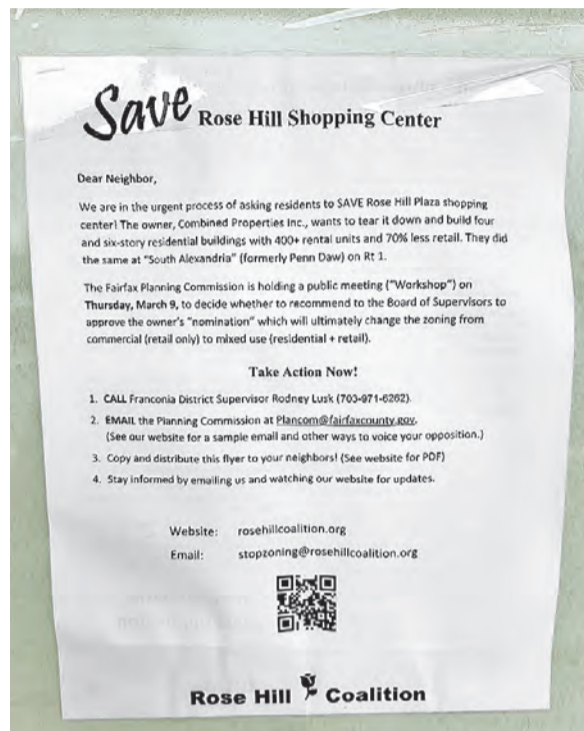 Save Rose Hill Shopping Center
Dear Neighbor,
We are in the urgent process of asking residents to SAVE Rose Hill Plaza shopping
center! The owner, Combined Properties Inc., wants to tear it down and build four
and six-story residential buildings with 400+ rental units and 70% less retail. They did
the same at "South Alexandria" (formerly Penn Daw) on Rt 1.
The Fairfax Planning Commission is holding a public meeting ("Workshop") on
Thursday, March 9, to decide whether to recommend to the Board of Supervisors to
approve the owner's "nomination" which will ultimately change the zoning from
commercial (retail only) to mixed use (residential + retail).
Take Action Now!
1. CALL Franconia District Supervisor Rodney Lusk (703-971-6262).
2. EMAIL the Planning Commission at Plancom@fairfaxcounty.gov.
(See our website for a sample email and other ways to voice your opposition.)
3. Copy and distribute this flyer to your neighbors! (See website for PDF)
4. Stay informed by emailing us and watching our website for updates.
Website: rosehillcoalition.org
Email: stopzoning@rosehillcoalition.org
Rose Hill Coalition